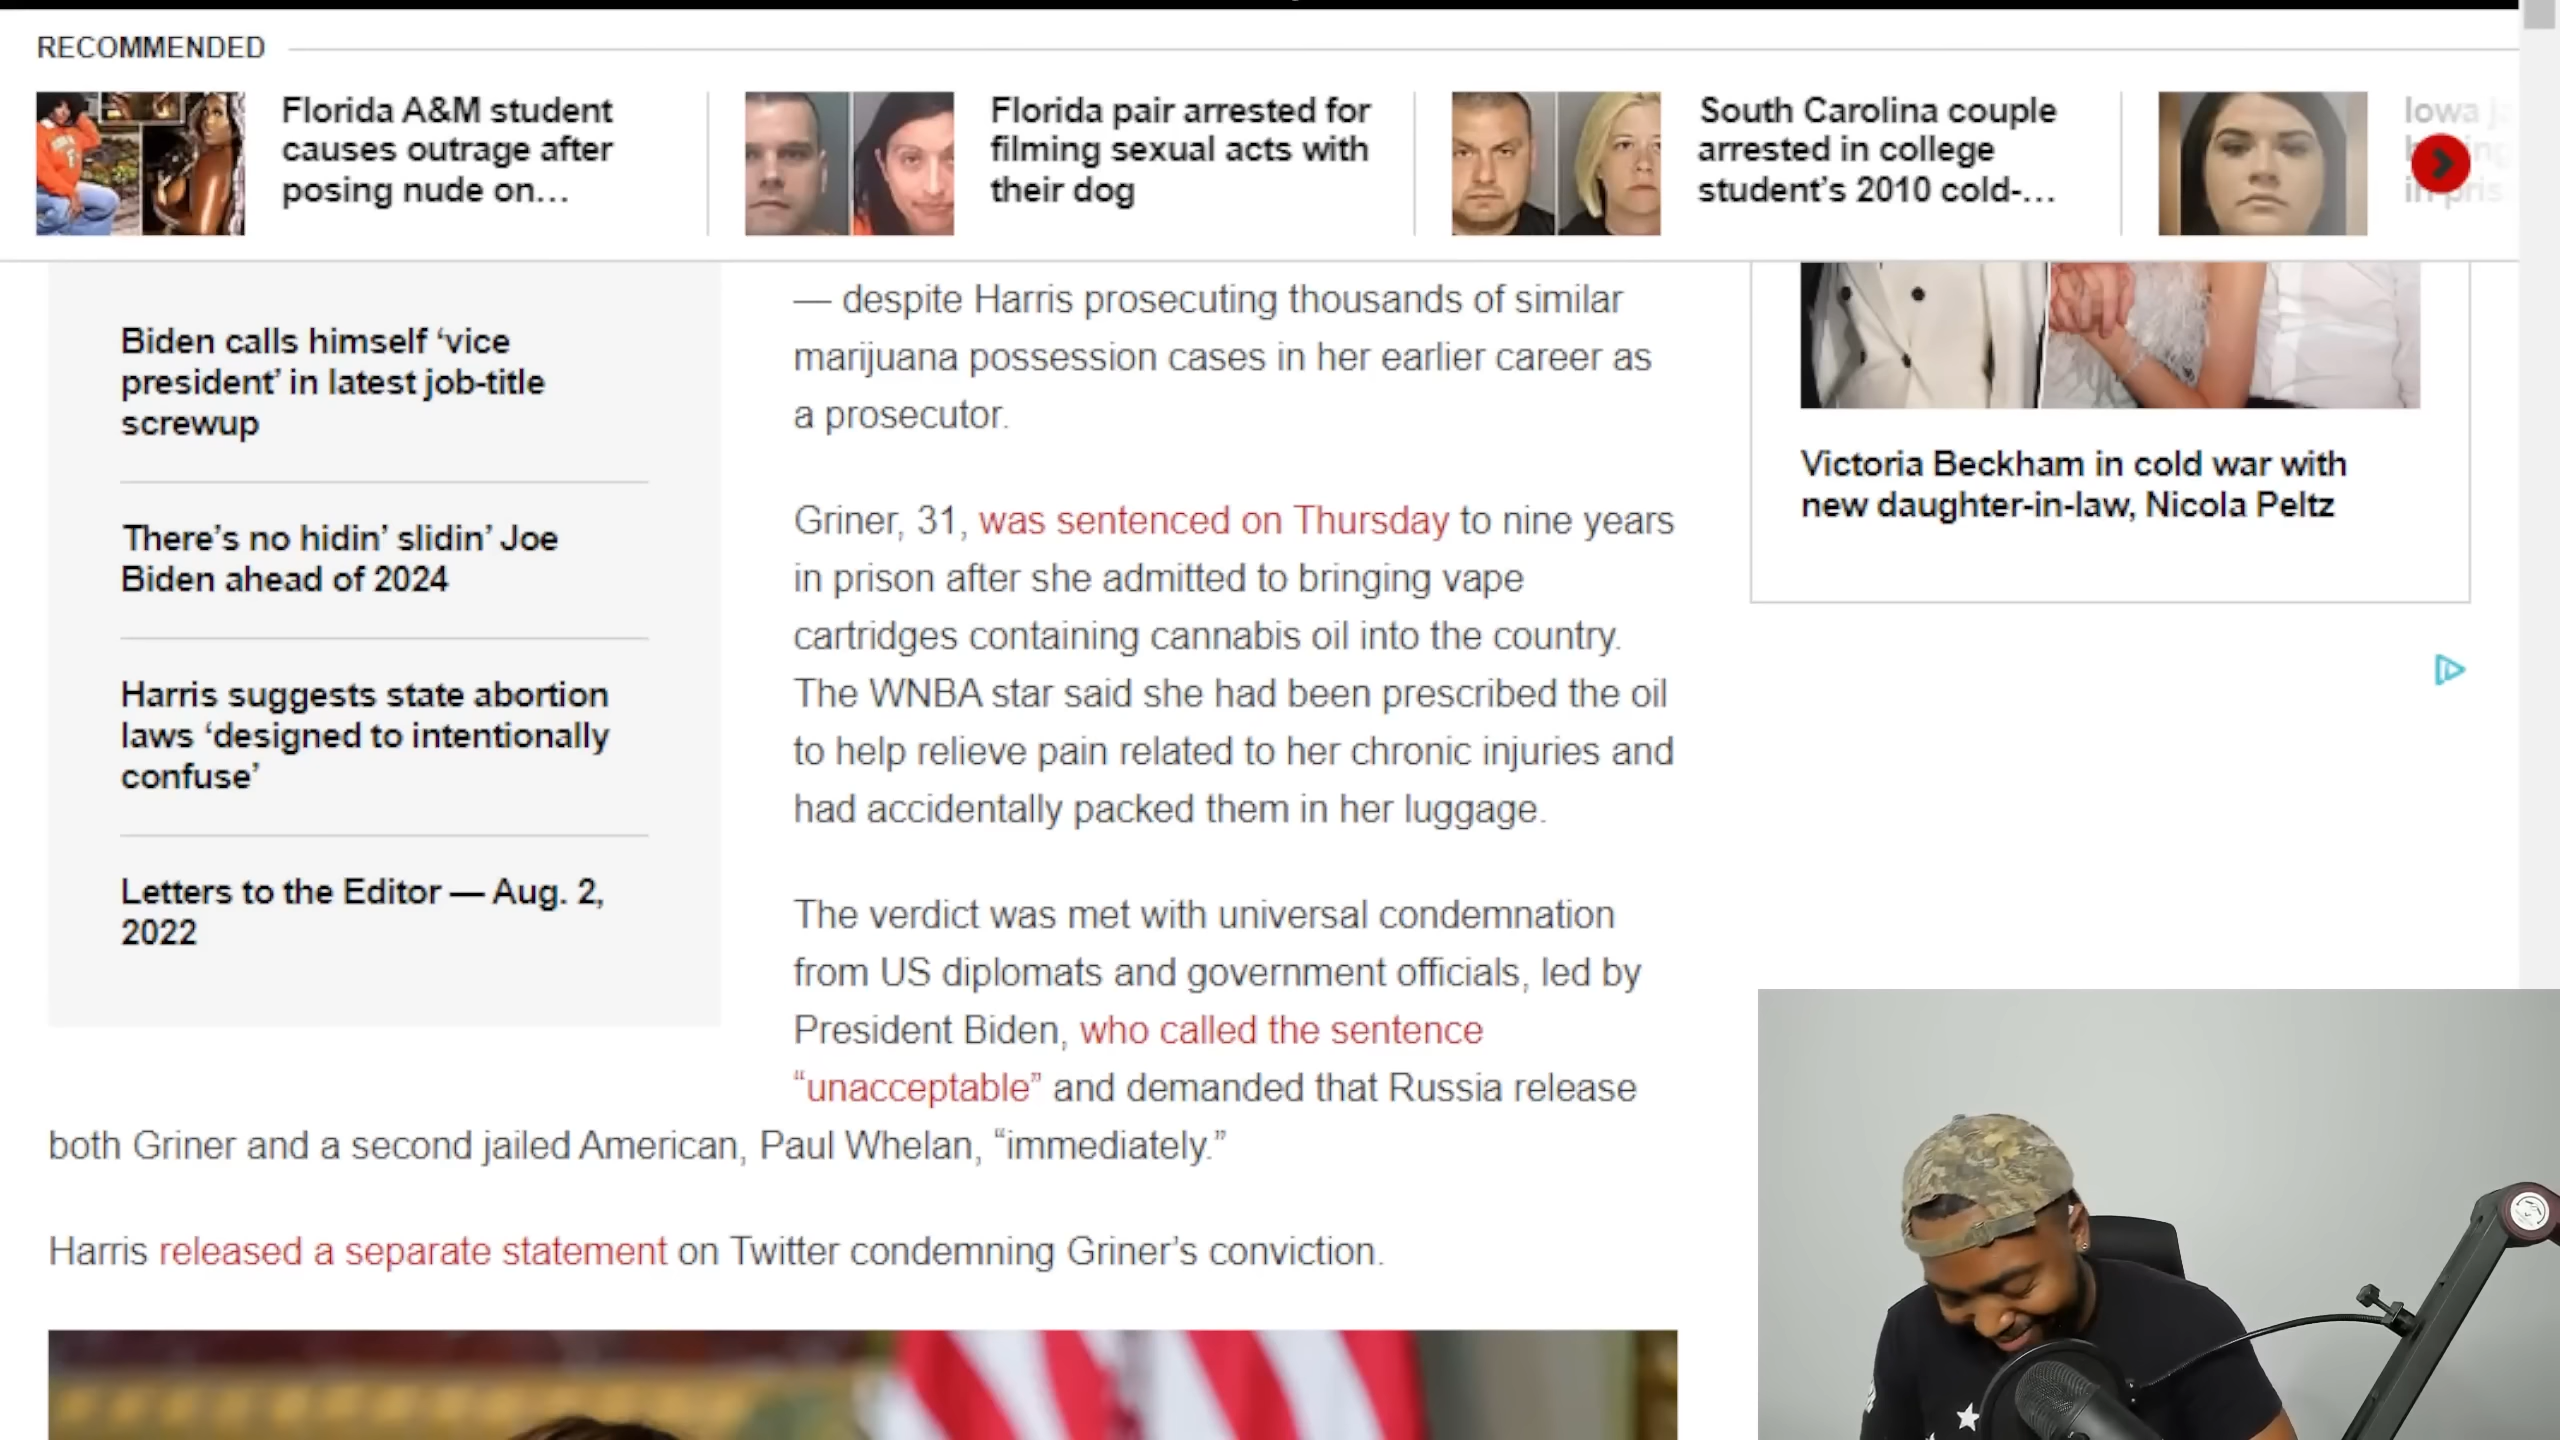 RECOMMENDED
Florida A&M student
causes outrage after
posing nude on…
Florida pair arrested for
filming sexual acts with
their dog
South Carolina couple
arrested in college
student’s 2010 cold-…
Iowa
Biden calls himself ‘vice
president’ in latest job-title
screwup
There’s no hidin’ slidin’ Joe
Biden ahead of 2024
Harris suggests state abortion
laws ‘designed to intentionally
confuse’
Letters to the Editor — Aug. 2,
2022
— despite Harris prosecuting thousands of similar
marijuana possession cases in her earlier career as
a prosecutor.
Griner, 31, was sentenced on Thursday to nine years
in prison after she admitted to bringing vape
cartridges containing cannabis oil into the country.
The WNBA star said she had been prescribed the oil
to help relieve pain related to her chronic injuries and
had accidentally packed them in her luggage.
The verdict was met with universal condemnation
from US diplomats and government officials, led by
President Biden, who called the sentence
“unacceptable” and demanded that Russia release
both Griner and a second jailed American, Paul Whelan, “immediately.”
Harris released a separate statement on Twitter condemning Griner’s conviction.
Victoria Beckham in cold war with
new daughter-in-law, Nicola Peltz